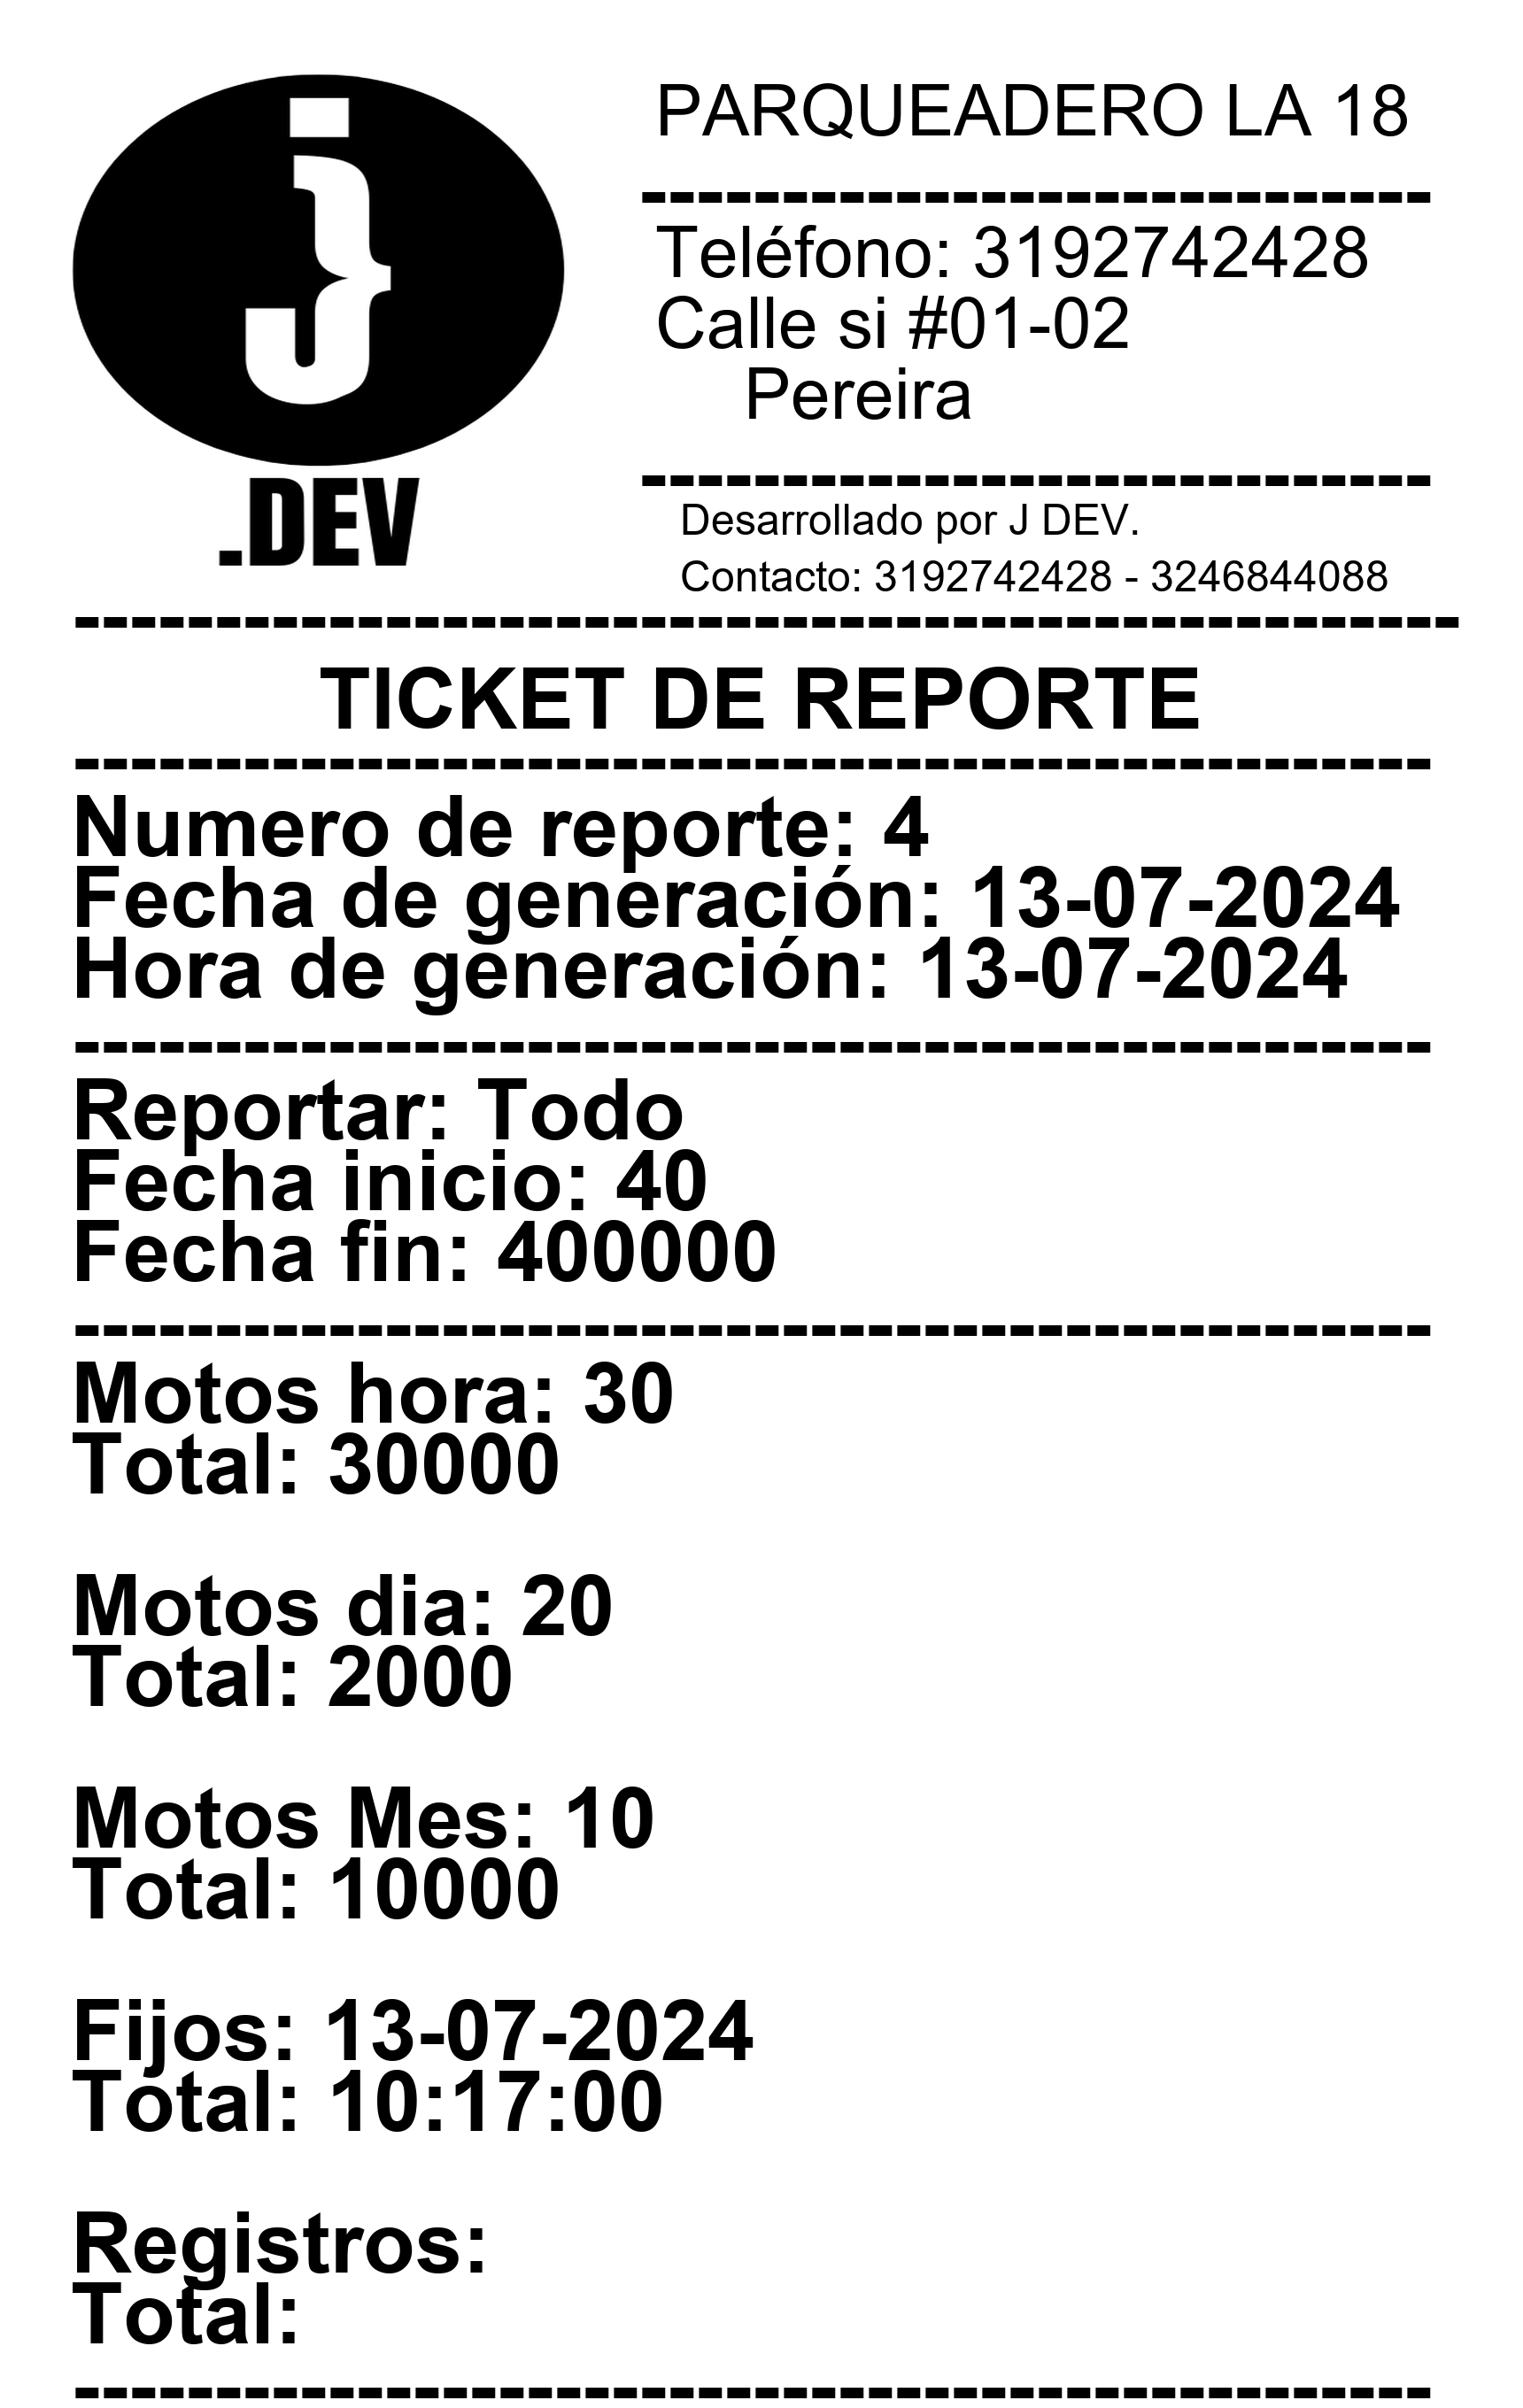 PARQUEADERO LA 18
----------------------------
Teléfono: 3192742428
Calle si #01-02
Pereira
----------------------------
j
.DEV
Desarrollado por J DEV.
Contacto: 3192742428 - 3246844088
-------------------------------------------------
TICKET DE REPORTE
------------------------------------------------
Numero de reporte: 4
Fecha de generación: 13-07-2024
Hora de generación: 13-07-2024
------------------------------------------------
Reportar: Todo
Fecha inicio: 40
Fecha fin: 400000
------------------------------------------------
Motos hora: 30
Total: 30000
Motos dia: 20
Total: 2000
Motos Mes: 10
Total: 10000
Fijos: 13-07-2024
Total: 10:17:00
Registros:
Total:
------------------------------------------------